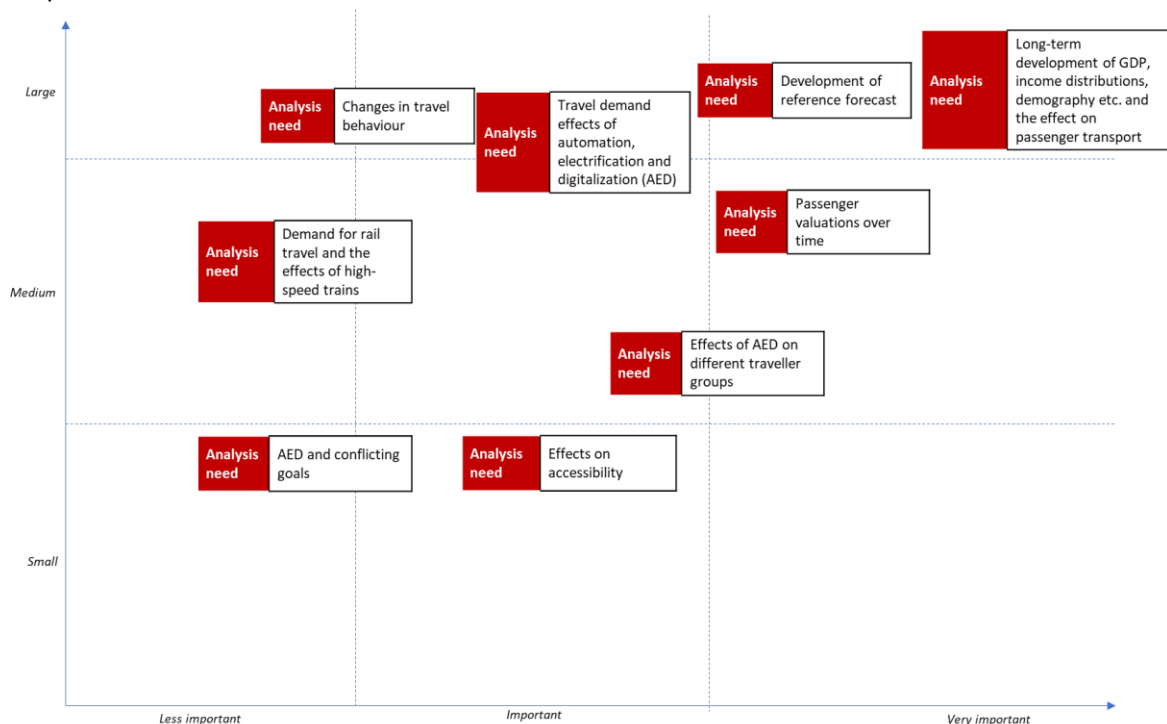 Large
Analysis
need
Changes in travel
behaviour
Analysis
need
Travel demand
effects of
automation,
electrification and
digitalization (AED)
Analysis
need
Development of
reference forecast
Analysis
need
Long-term
development of GDP,
income distributions,
demography etc. and
the effect on
passenger transport
Medium
Analysis
need
Demand for rail
travel and the
effects of high-
speed trains
Analysis
need
Passenger
valuations over
time
Analysis
need
Effects of AED on
different traveller
groups
Small
Analysis
need
AED and conflicting
goals
Analysis
need
Effects on
accessibility
Less important
Important
Very important